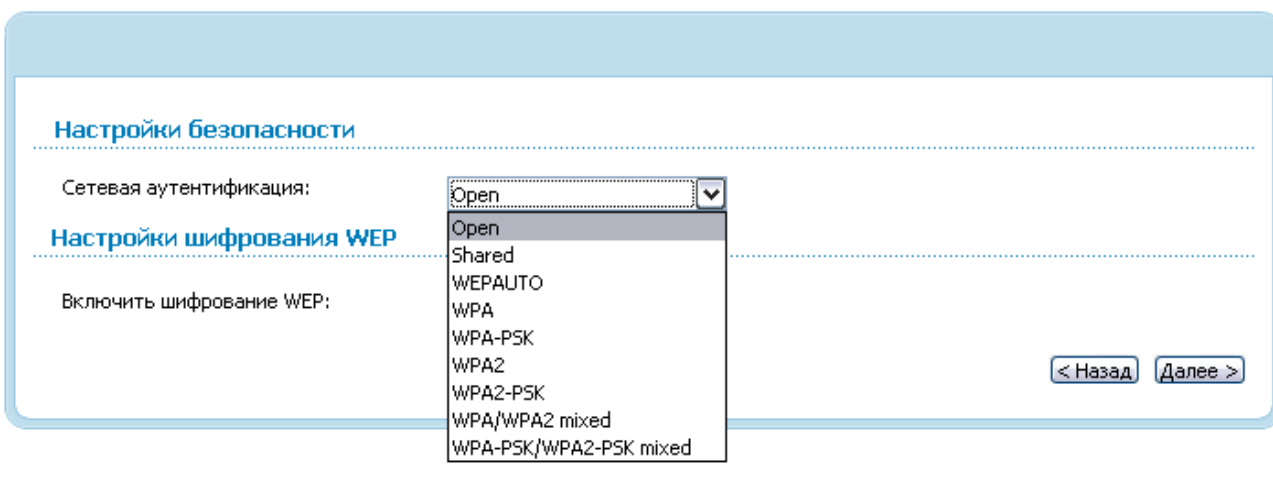 Настройки безопасности
Сетевая аутентификация:
Open
Open
Настройки шифрования WEP
Shared
WEPAUTO
Включить шифрование WEP:
WPA
WPA-PSK
WPA2
< Назад Далее >
WPA2-PSK
WPA/WPA2 mixed
WPA-PSK/WPA2-PSK mixed